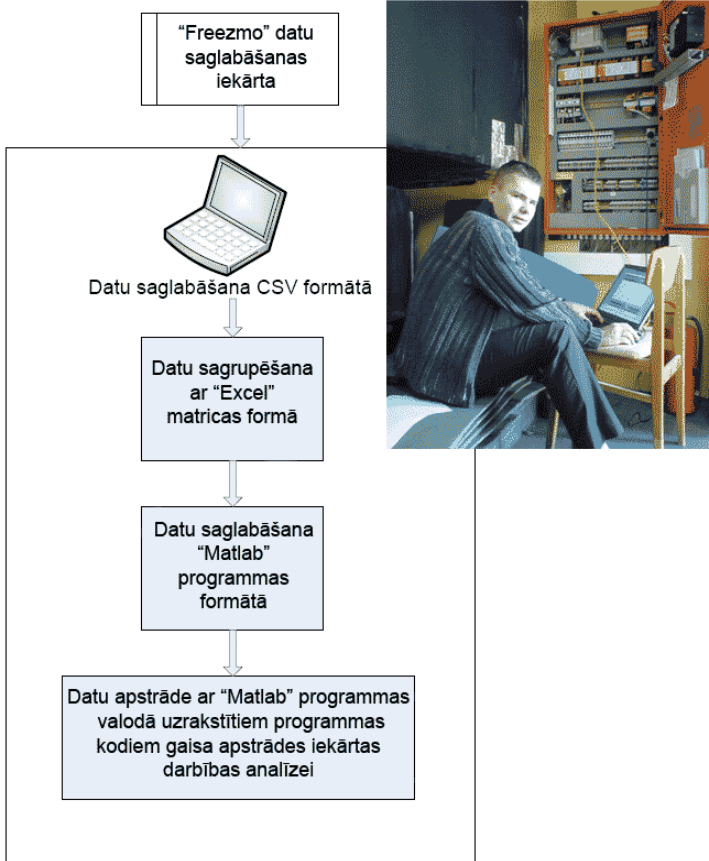 “Freezmo” datu
saglabāšanas
iekārta
Datu saglabāšana CSV formātā
Datu sagrupēšana
ar “Excel”
matricas formā
Datu saglabāšana
“Matlab”
programmas
formātā
Datu apstrāde ar “Matlab” programmas
valodā uzrakstītiem programmas
kodiem gaisa apstrādes iekārtas
darbības analīzei